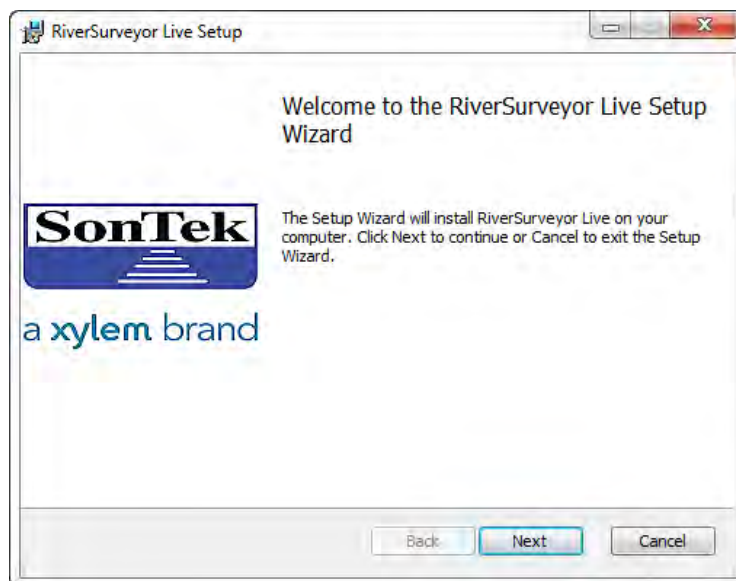 RiverSurveyor Live Setup
Welcome to the RiverSurveyor Live Setup
Wizard
SonTek
a xylem brand
The Setup Wizard will install RiverSurveyor Live on your
computer. Click Next to continue or Cancel to exit the Setup
Wizard.
Back Next Cancel